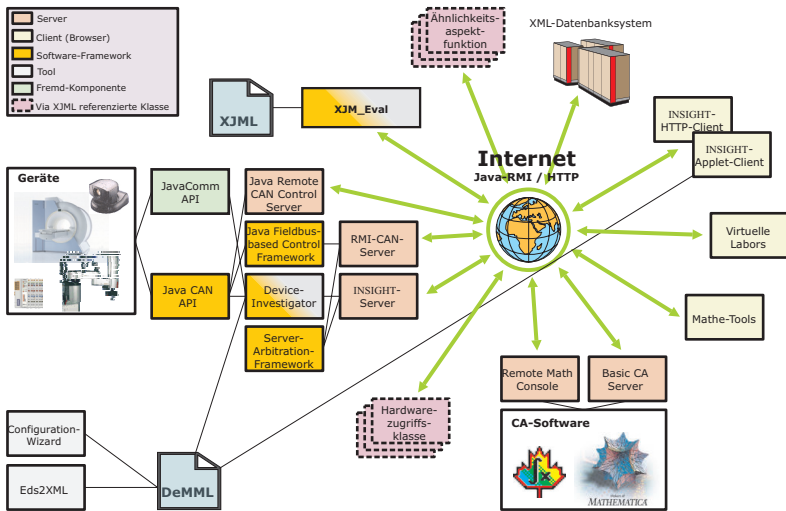 Server
Client (Browser)
Software-Framework
Tool
Fremd-Komponente
Via XJML referenzierte Klasse
Ähnlichkeits-
aspekt-
funktion
XML-Datenbanksystem
XJML
XJM_Eval
INSIGHT-
HTTP-Client
INSIGHT-
Applet-Client
Internet
Java-RMI / HTTP
Geräte
JavaComm
API
Java Remote
CAN Control
Server
Java Fieldbus-
based Control
Framework
RMI-CAN-
Server
Virtuelle
Labors
Java CAN
API
Device-
Investigator
INSIGHT-
Server
Mathe-Tools
Server-
Arbitration-
Framework
Remote Math
Console
Basic CA
Server
Hardware-
zugriffs-
klasse
CA-Software
Configuration-
Wizard
Eds2XML
DeMML
MATHEMATICA